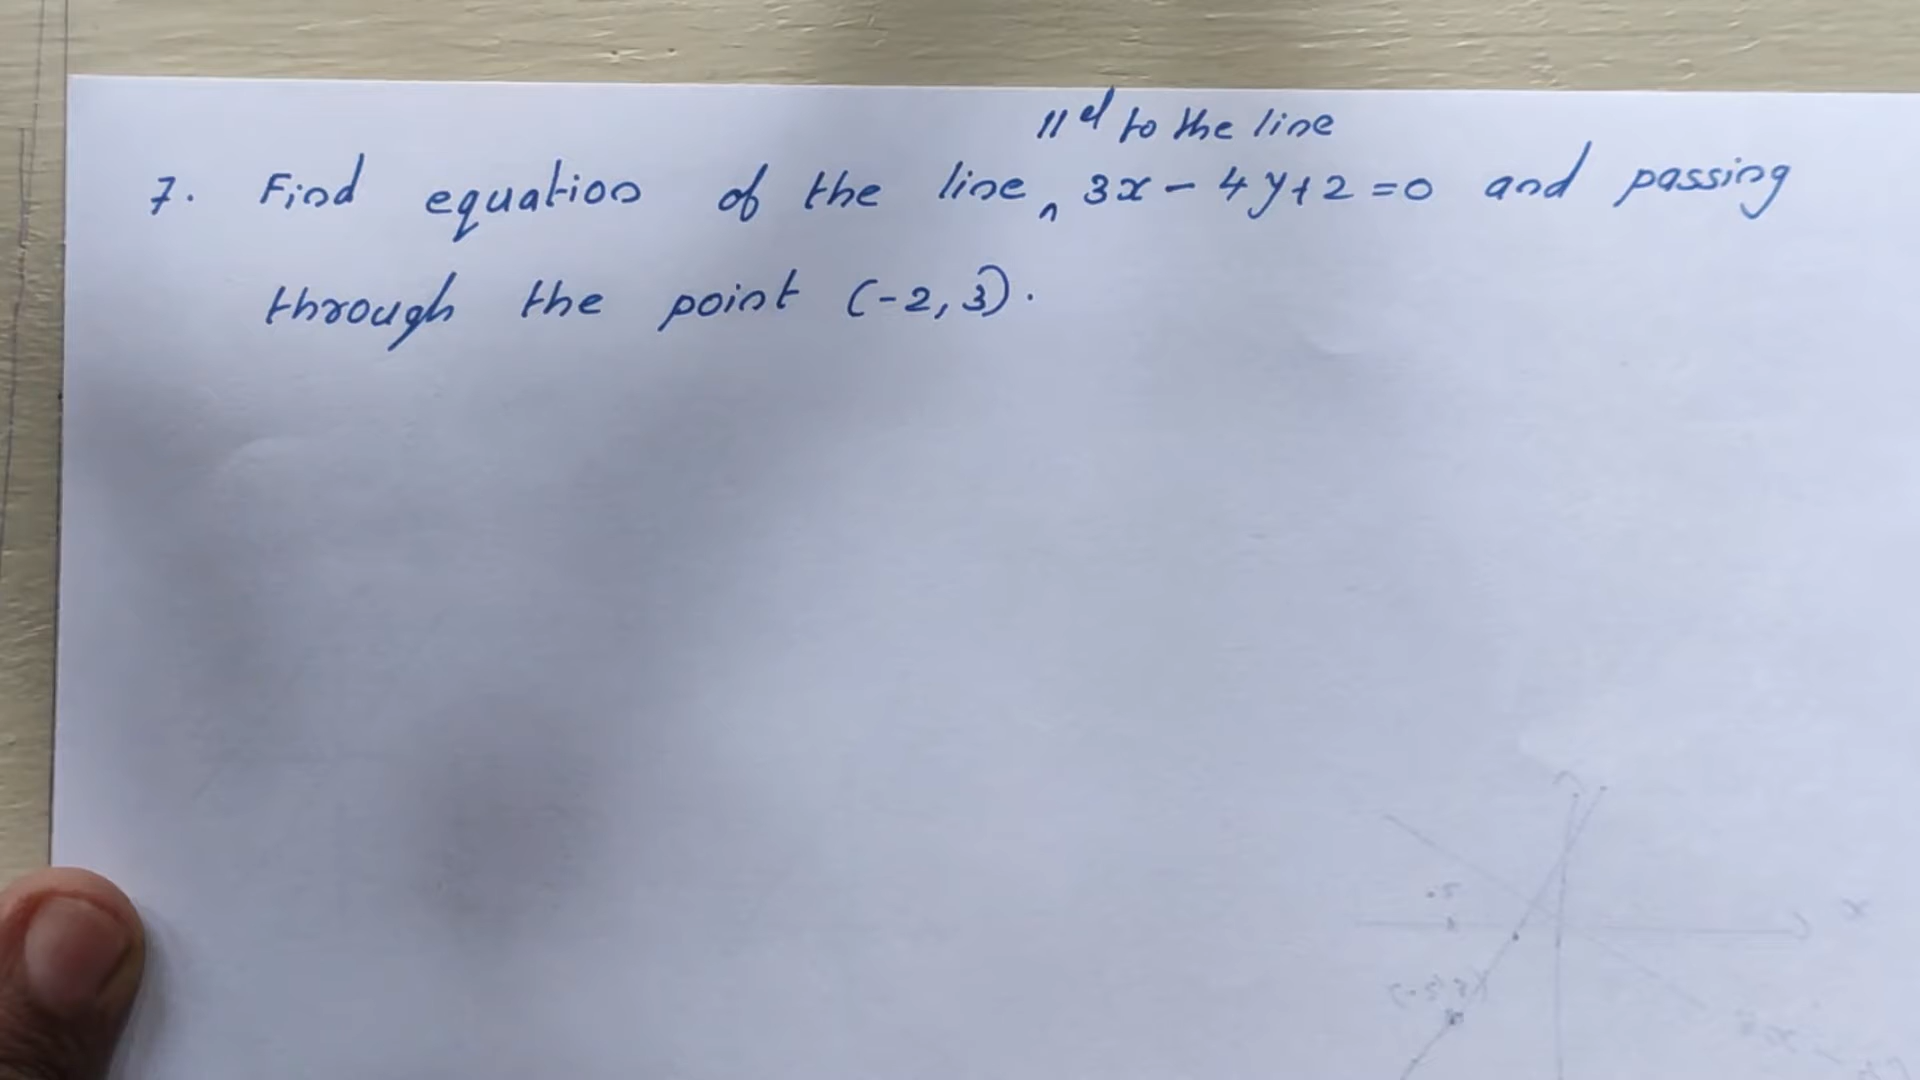 11el to the line
7. Find equation of the line ‸ 3x - 4y+2 =0 and passing
through the point (-2, 3).